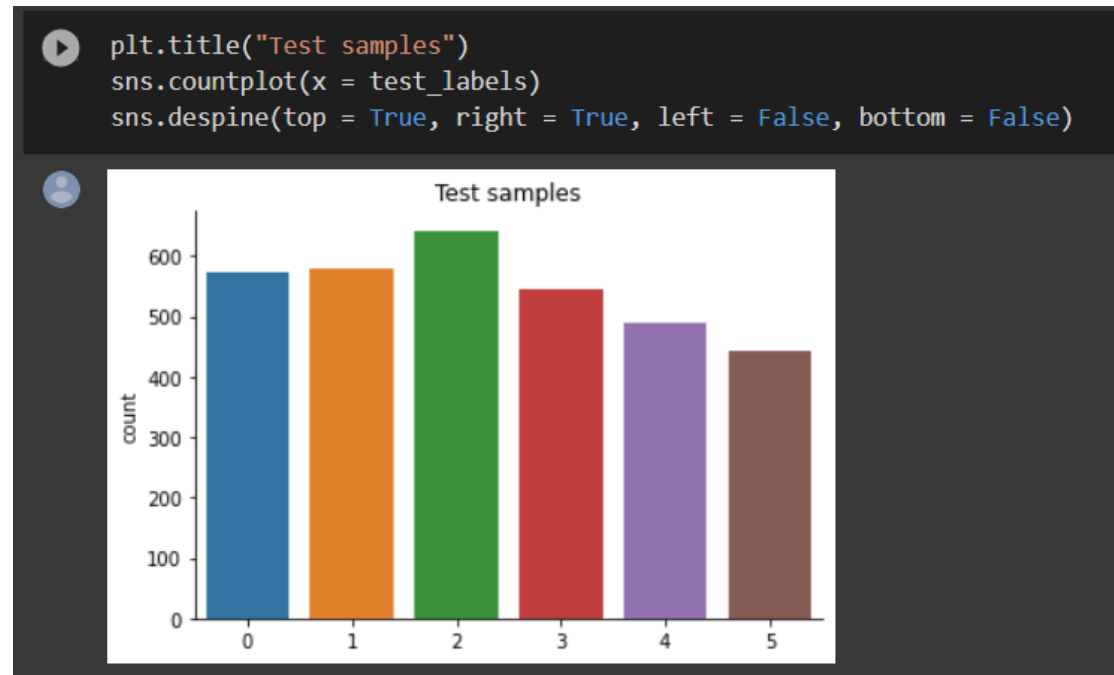 plt.title("Test samples")
sns.countplot(x = test_labels)
sns.despine(top = True, right = True, left = False, bottom = False)
Test samples
600
500
400
300
200
100
0
count
0 1 2 3 4 5